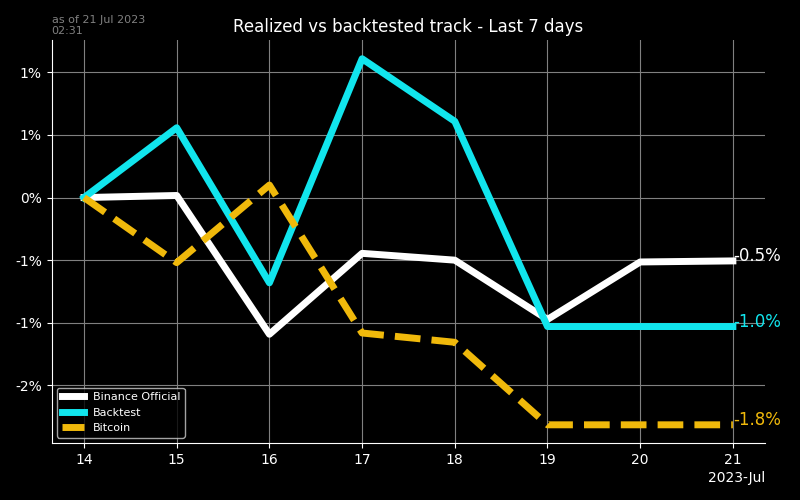 as of 21 Jul 2023
02:31
Realized vs backtested track - Last 7 days
1%
1%
0%
-1%
-1%
-2%
-0.5%
-1.0%
-1.8%
Binance Official
Backtest
Bitcoin
14 15 16 17 18 19 20 21
2023-Jul